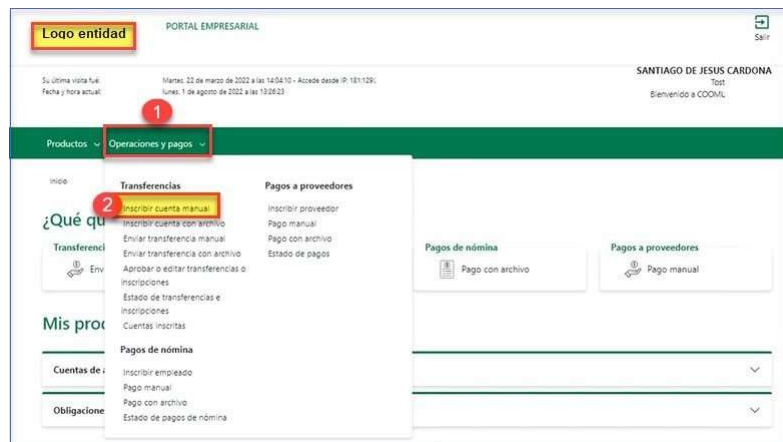 Logo entidad
PORTAL EMPRESARIAL
Salir
Su última visita fué: Martes, 22 de marzo de 2022 a las 14:04:10 - Accede desde IP:
Fecha y hora actual: lunes, 1 de agosto de 2022 a las 13:26:23
SANTIAGO DE JESUS CARDONA
Tost
Bienvenido a COOML
1
Productos Operaciones y pagos
Inicio
Transferencias
2
Inscribir cuenta manual
Inscribir cuenta con archivo
Enviar transferencia manual
Enviar transferencia con archivo
Aprobar o editar transferencias o
inscripciones
Estado de transferencias e
inscripciones
Cuentas inscritas
Pagos de nómina
Inscribir empleado
Pago manual
Pago con archivo
Estado de pagos de nómina
Pagos a proveedores
Inscribir proveedor
Pago manual
Pago con archivo
Estado de pagos
¿Qué qu
Transferenci
Env
Pagos de nómina
Pago con archivo
Pagos a proveedores
Pago manual
Mis prod
Cuentas de a
Obligacione